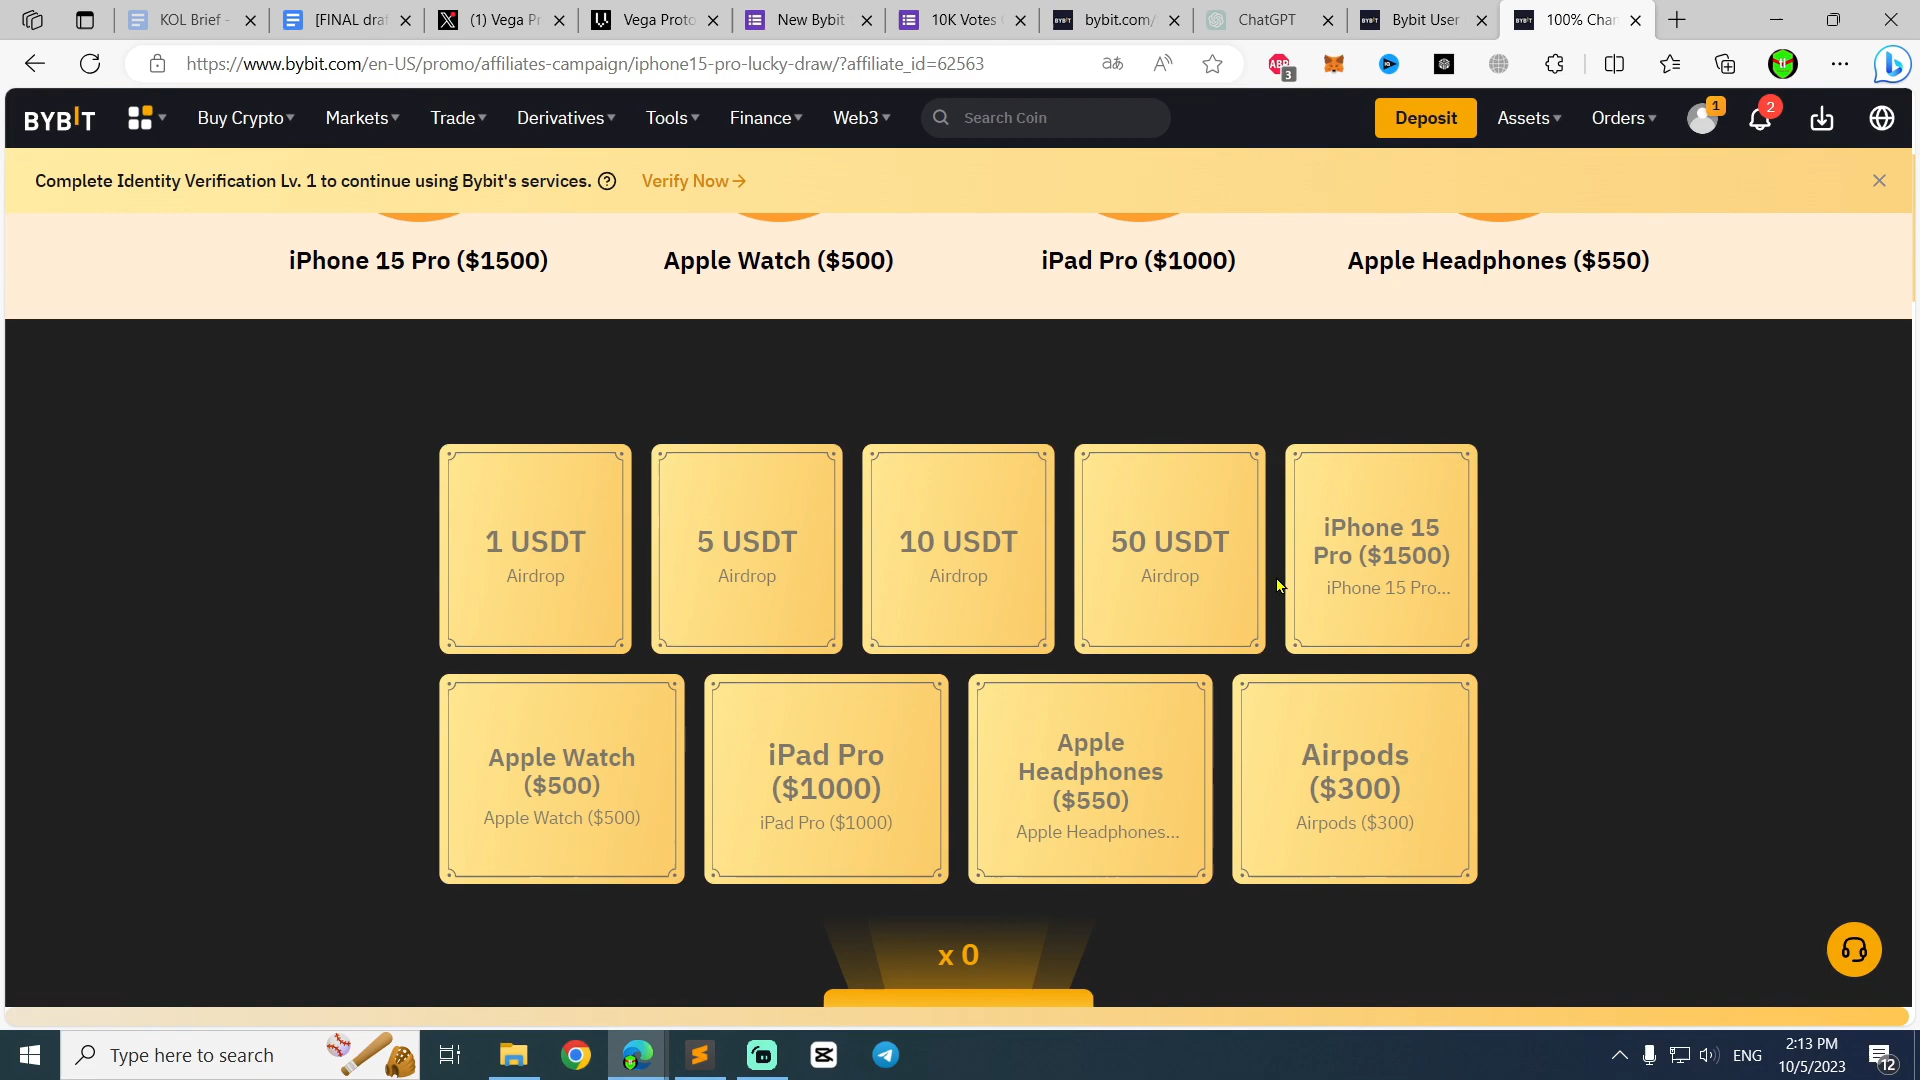 KOL Brief -
[FINAL dra
(1) Vega Pr
Vega Proto
New Bybit
10K Votes
bybit.com/
ChatGPT
Bybit User
100% Chan
https://www.bybit.com/en-US/promo/affiliates-campaign/iphone15-pro-lucky-draw/?affiliate_id=62563
ABP
3
BYBIT
Buy Crypto
Markets
Trade
Derivatives
Tools
Finance
Web3
Search Coin
Deposit
Assets
Orders
1
2
Complete Identity Verification Lv. 1 to continue using Bybit's services.
Verify Now
iPhone 15 Pro ($1500)
Apple Watch ($500)
iPad Pro ($1000)
Apple Headphones ($550)
1 USDT
Airdrop
5 USDT
Airdrop
10 USDT
Airdrop
50 USDT
Airdrop
iPhone 15
Pro ($1500)
iPhone 15 Pro...
Apple Watch
($500)
Apple Watch ($500)
iPad Pro
($1000)
iPad Pro ($1000)
Apple
Headphones
($550)
Apple Headphones...
Airpods
($300)
Airpods ($300)
x 0
Type here to search
ENG
2:13 PM
10/5/2023
12